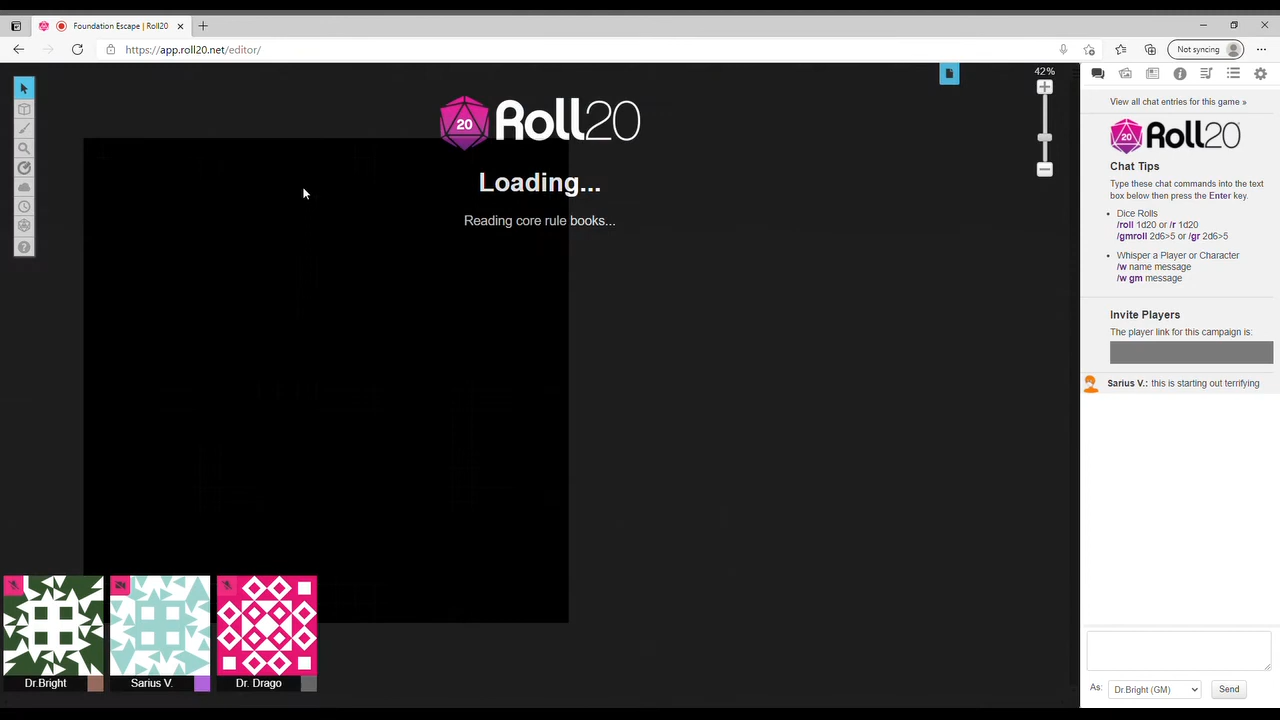 Foundation Escape | Roll20
https://app.roll20.net/editor/
Not syncing
42%
20
Roll20
Loading...
Reading core rule books...
View all chat entries for this game »
20
Roll20
Chat Tips
Type these chat commands into the text
box below then press the Enter key.
Dice Rolls
/roll 1d20 or /r 1d20
/gmroll 2d6>5 or /gr 2d6>5
Whisper a Player or Character
/w name message
/w gm message
Invite Players
The player link for this campaign is:
Sarius V.: this is starting out terrifying
Dr.Bright
Sarius V.
Dr. Drago
As:
Dr.Bright (GM)
Send